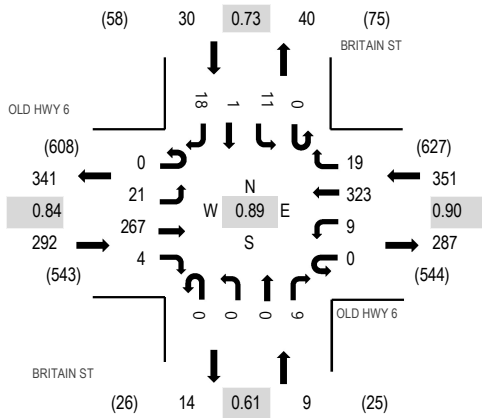 (58) 30 0.73 40 (75)
BRITAIN ST
18 1 11 0
OLD HWY 6
(608) (627)
0 19
341 351
21 N 323
0.84 W 0.89 E 0.90
267 S 9
292 287
4 0
(543) (544)
0 0 0 9
OLD HWY 6
BRITAIN ST
(26) 14 0.61 9 (25)